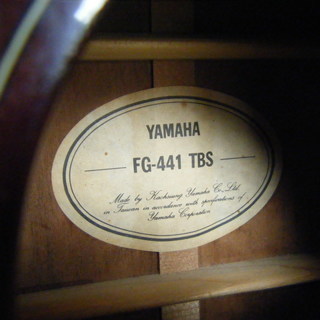 YAMAHA
FG-441 TBS
Made by Kaohsiung Yamaha Co., Ltd.
in Taiwan in accordance with specifications of
Yamaha Corporation